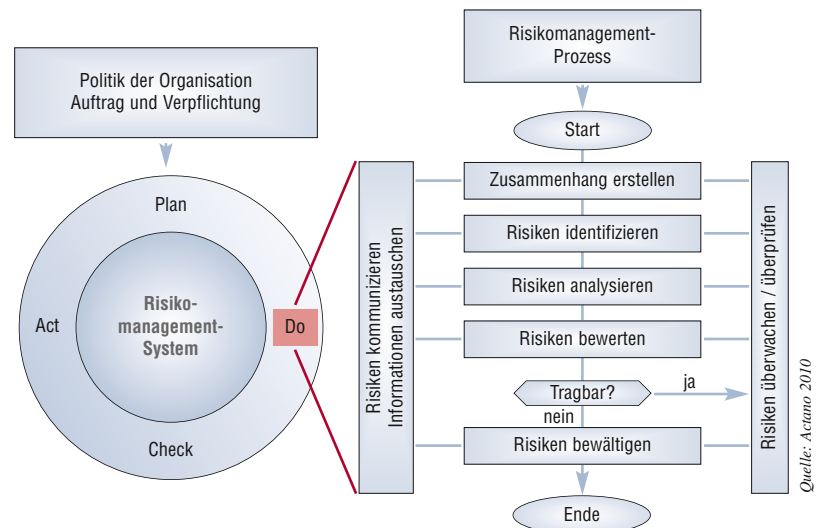 Politik der Organisation
Auftrag und Verpflichtung
Plan
Act
Risiko-
management-
System
Do
Check
Risikomanagement-
Prozess
Start
Risiken kommunizieren
Informationen austauschen
Zusammenhang erstellen
Risiken identifizieren
Risiken analysieren
Risiken bewerten
Tragbar?
ja
nein
Risiken bewältigen
Ende
Risiken überwachen / überprüfen
Quelle: Actano 2010